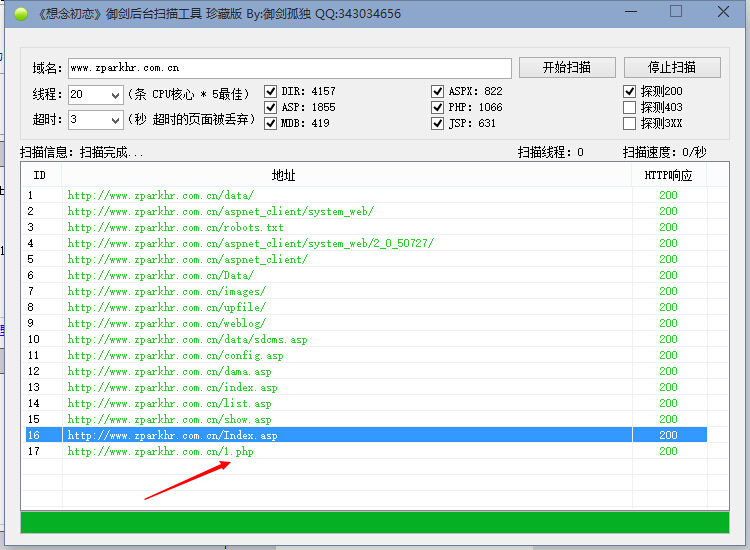 《想念初恋》御剑后台扫描工具 珍藏版 By:御剑孤独 QQ:343034656
域名: www.zparkhr.com.cn 开始扫描 停止扫描
线程: 20 (条 CPU核心 * 5最佳) DIR: 4157 ASPX: 822 探测200
ASP: 1855 PHP: 1066 探测403
超时: 3 (秒 超时的页面被丢弃) MDB: 419 JSP: 631 探测3XX
扫描信息: 扫描完成... 扫描线程: 0 扫描速度: 0/秒
ID 地址 HTTP响应
1 http://www.zparkhr.com.cn/data/ 200
2 http://www.zparkhr.com.cn/aspnet_client/system_web/ 200
3 http://www.zparkhr.com.cn/robots.txt 200
4 http://www.zparkhr.com.cn/aspnet_client/system_web/2_0_50727/ 200
5 http://www.zparkhr.com.cn/aspnet_client/ 200
6 http://www.zparkhr.com.cn/Data/ 200
7 http://www.zparkhr.com.cn/images/ 200
8 http://www.zparkhr.com.cn/upfile/ 200
9 http://www.zparkhr.com.cn/weblog/ 200
10 http://www.zparkhr.com.cn/data/sdcms.asp 200
11 http://www.zparkhr.com.cn/config.asp 200
12 http://www.zparkhr.com.cn/dama.asp 200
13 http://www.zparkhr.com.cn/index.asp 200
14 http://www.zparkhr.com.cn/list.asp 200
15 http://www.zparkhr.com.cn/show.asp 200
16 http://www.zparkhr.com.cn/Index.asp 200
17 http://www.zparkhr.com.cn/1.php 200